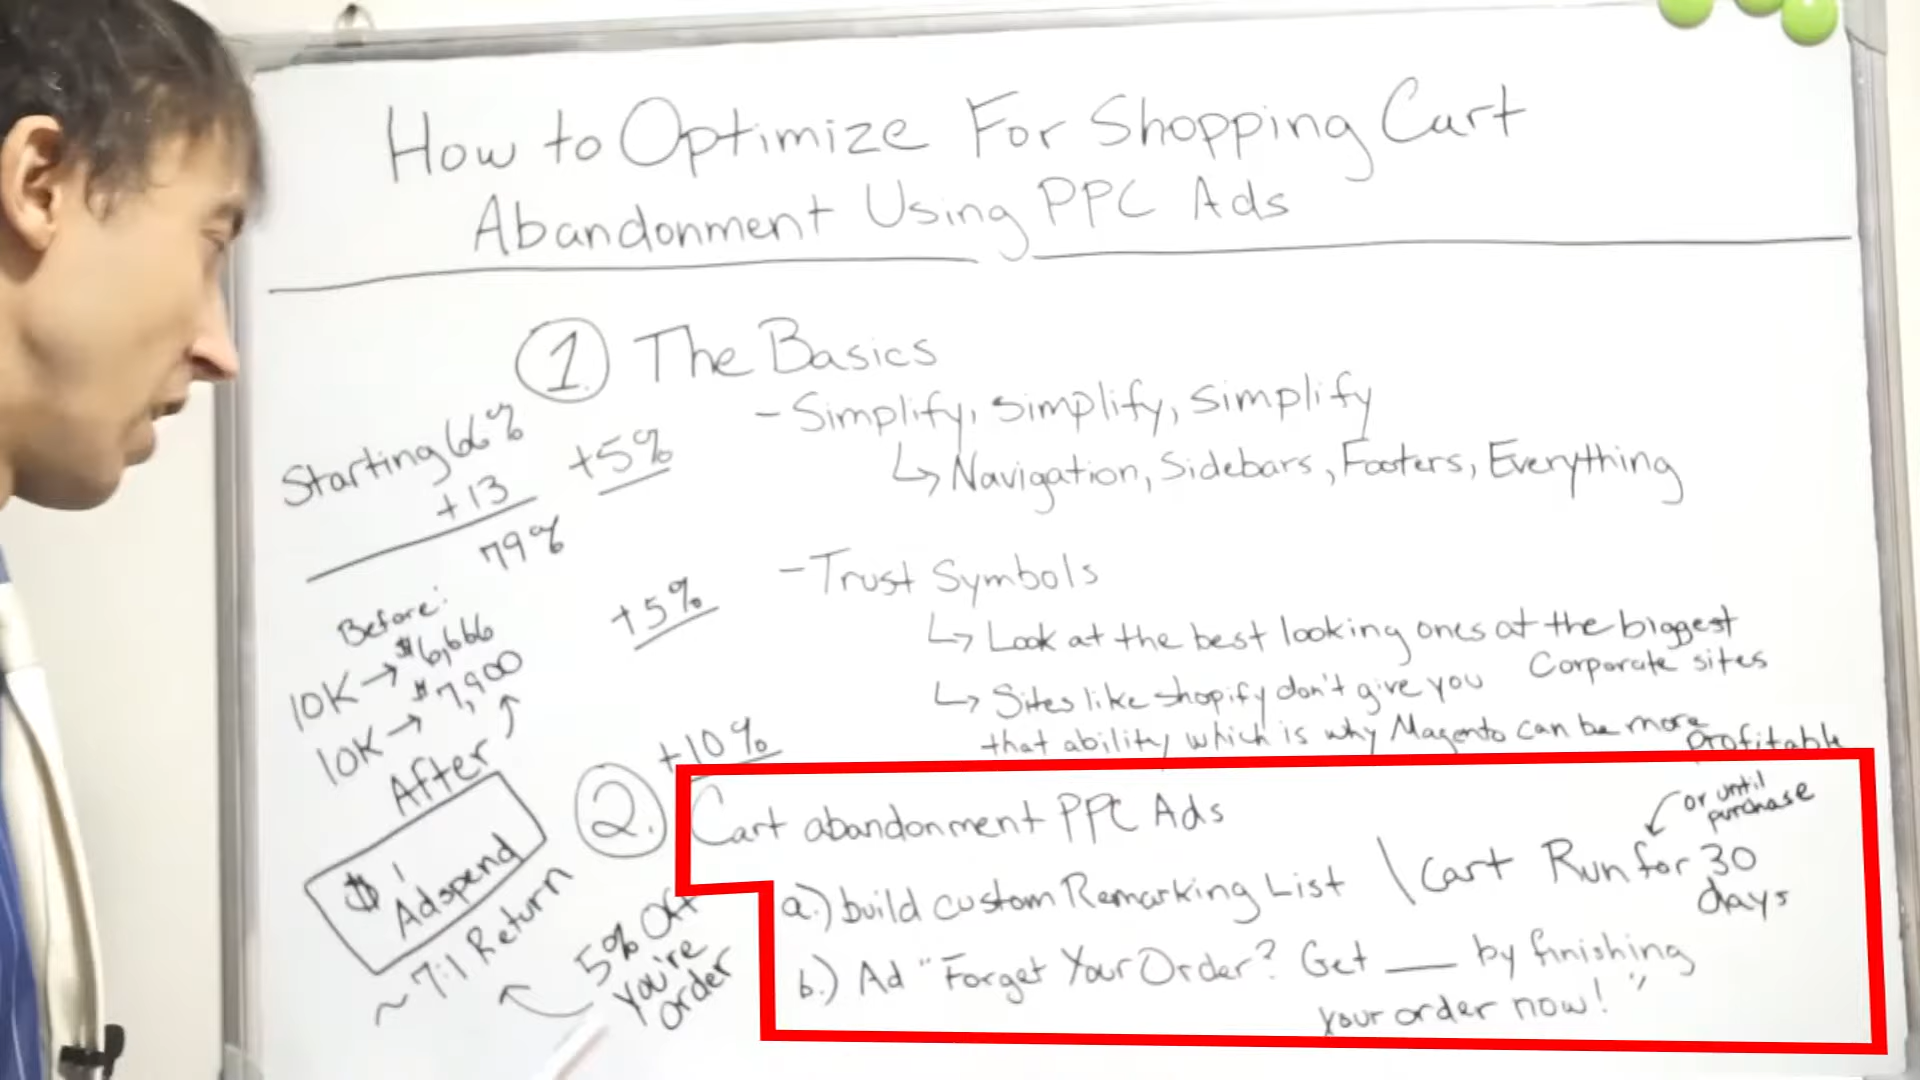 How to Optimize For Shopping Cart
Abandonment Using PPC Ads
1. The Basics
- Simplify, simplify, simplify
↳ Navigation, Sidebars, Footers, Everything
+5%
Starting 66%
+13
79%
- Trust Symbols
↳ Look at the best looking ones at the biggest
Corporate sites
↳ Sites like shopify don't give you
that ability which is why Magento can be more
profitable
+5%
Before:
10K → $6,666
10K → $7,900
After
+10%
2. Cart abandonment PPC Ads
a.) build custom Remarking List \ Cart Run for 30
days
or until
purchase
b.) Ad "Forget Your Order? Get ___ by finishing
your order now!"
$1
Adspend
~ 7:1 Return
5% Off
you're
order